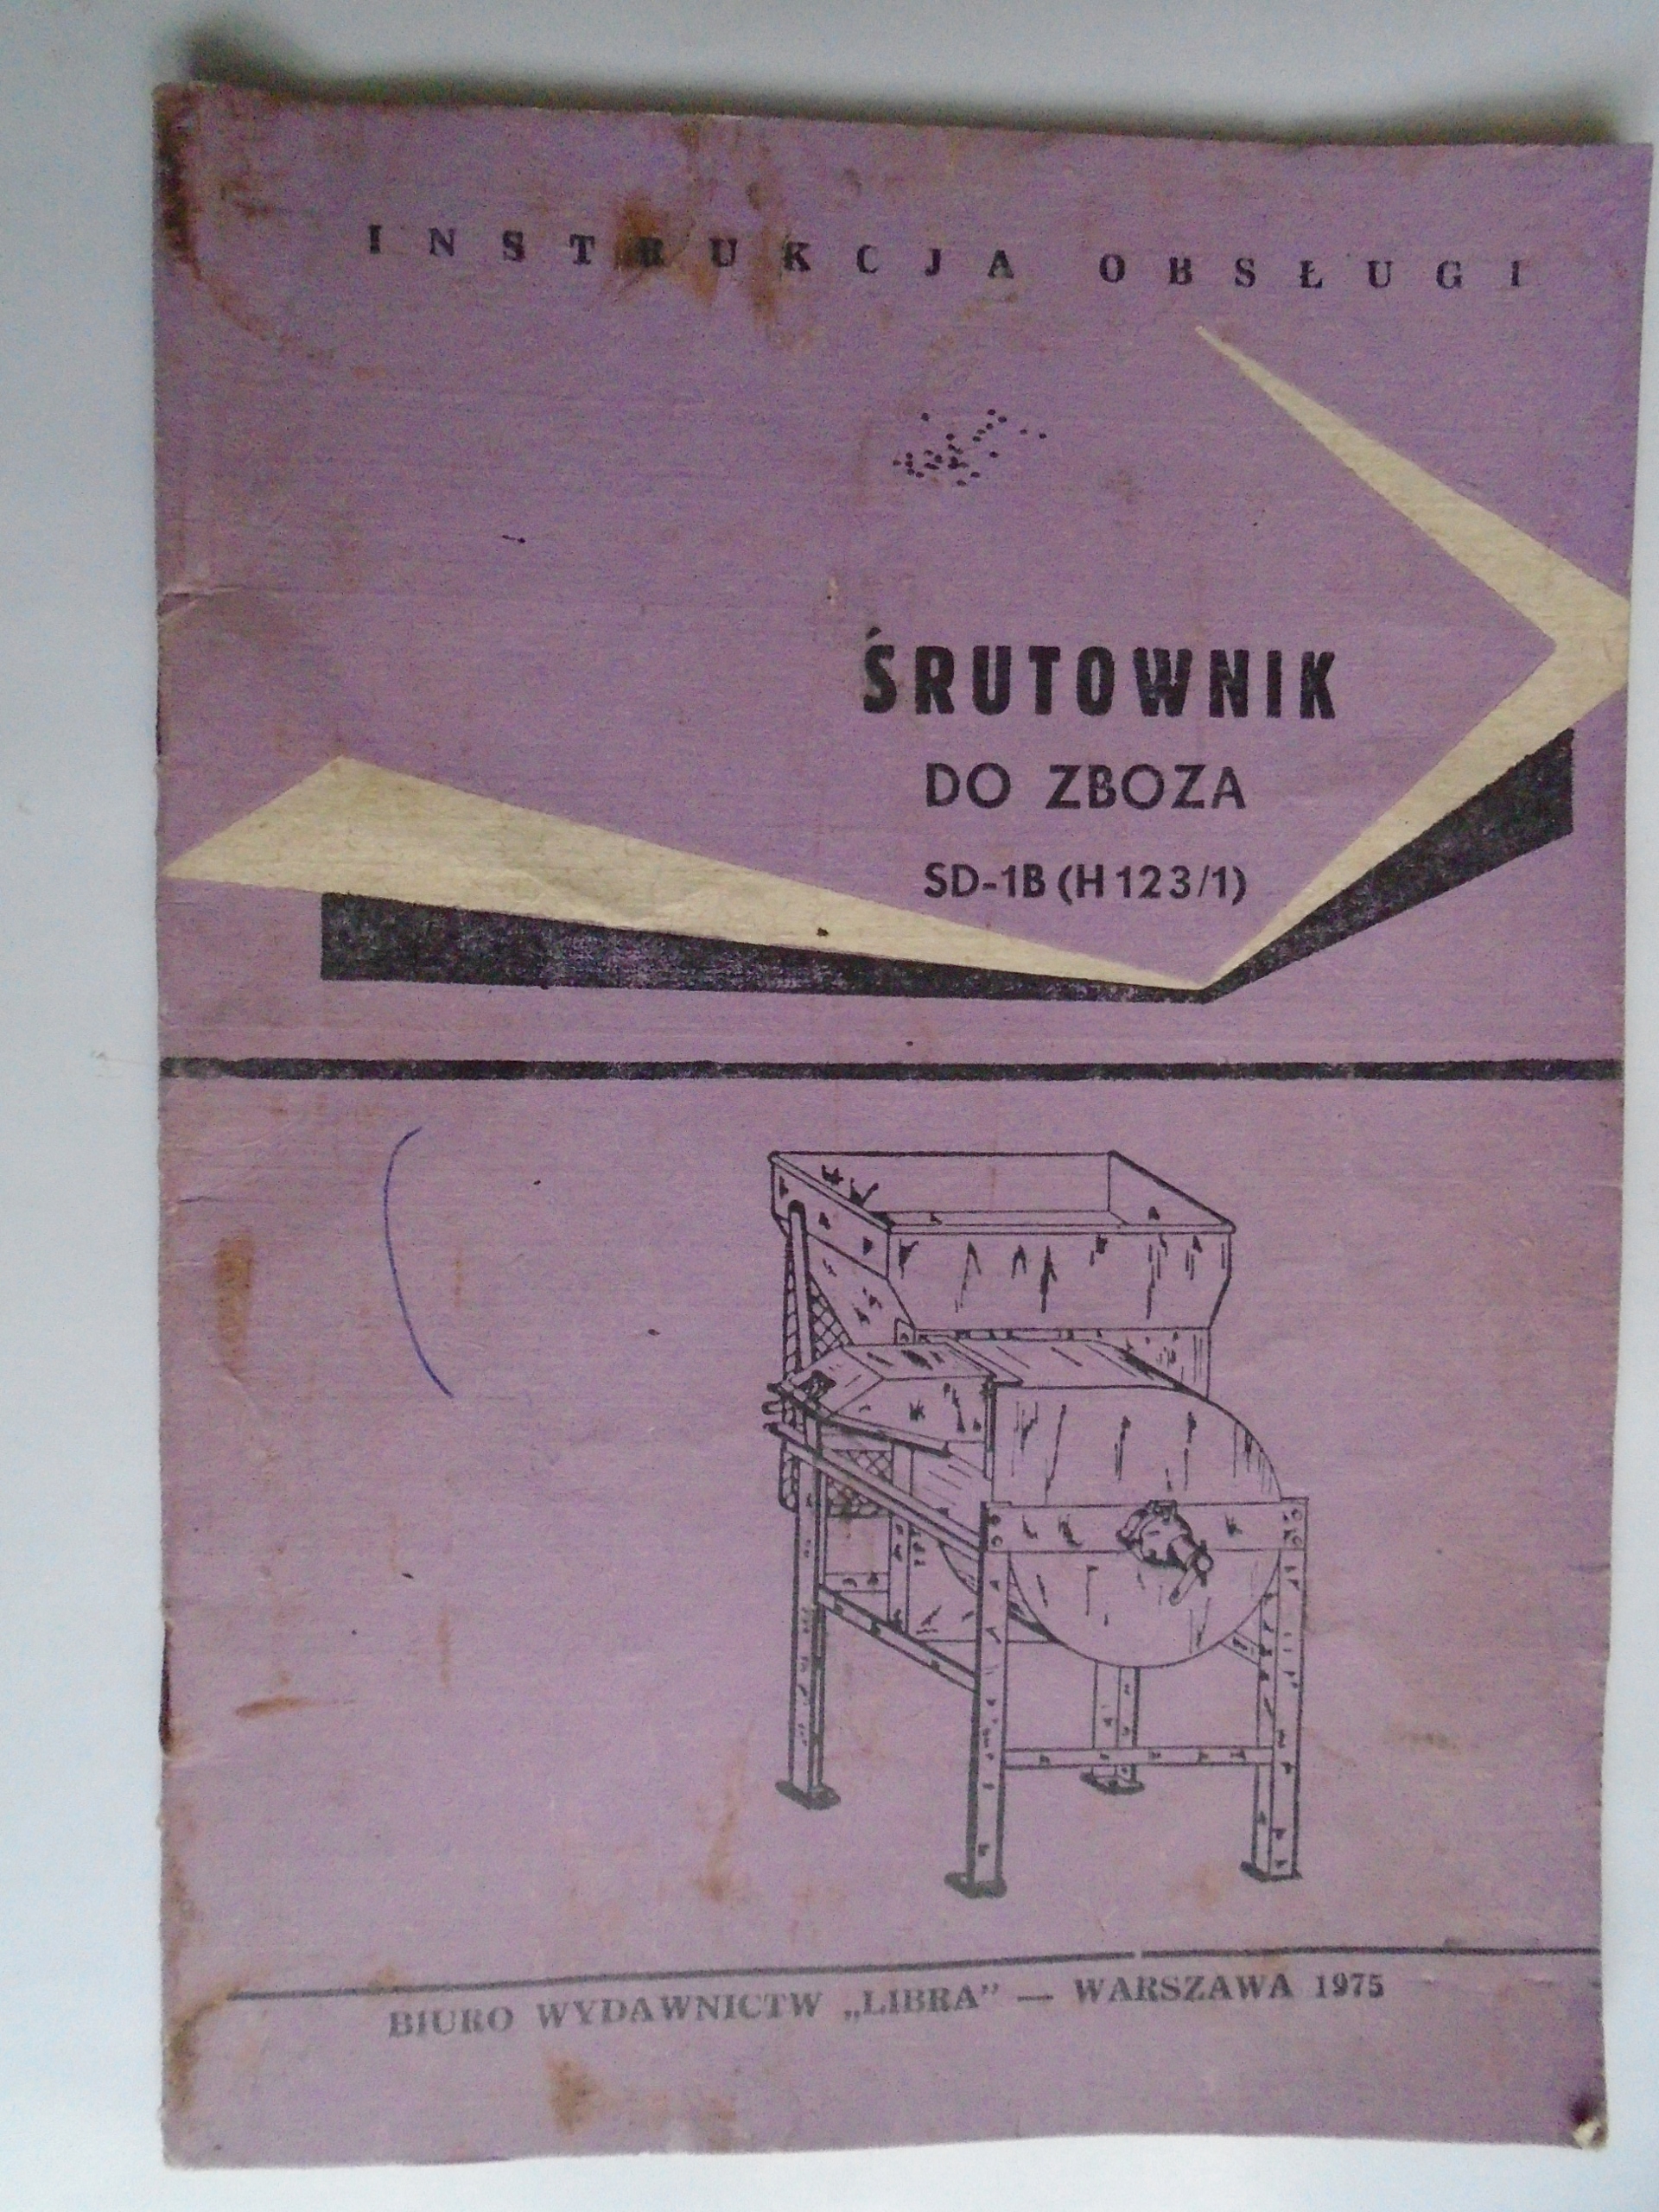 INSTRUKCJA OBSŁUGI
ŚRUTOWNIK
DO ZBOZA
SD-1B (H 123/1)
BIURO WYDAWNICTW „LIBRA” — WARSZAWA 1975